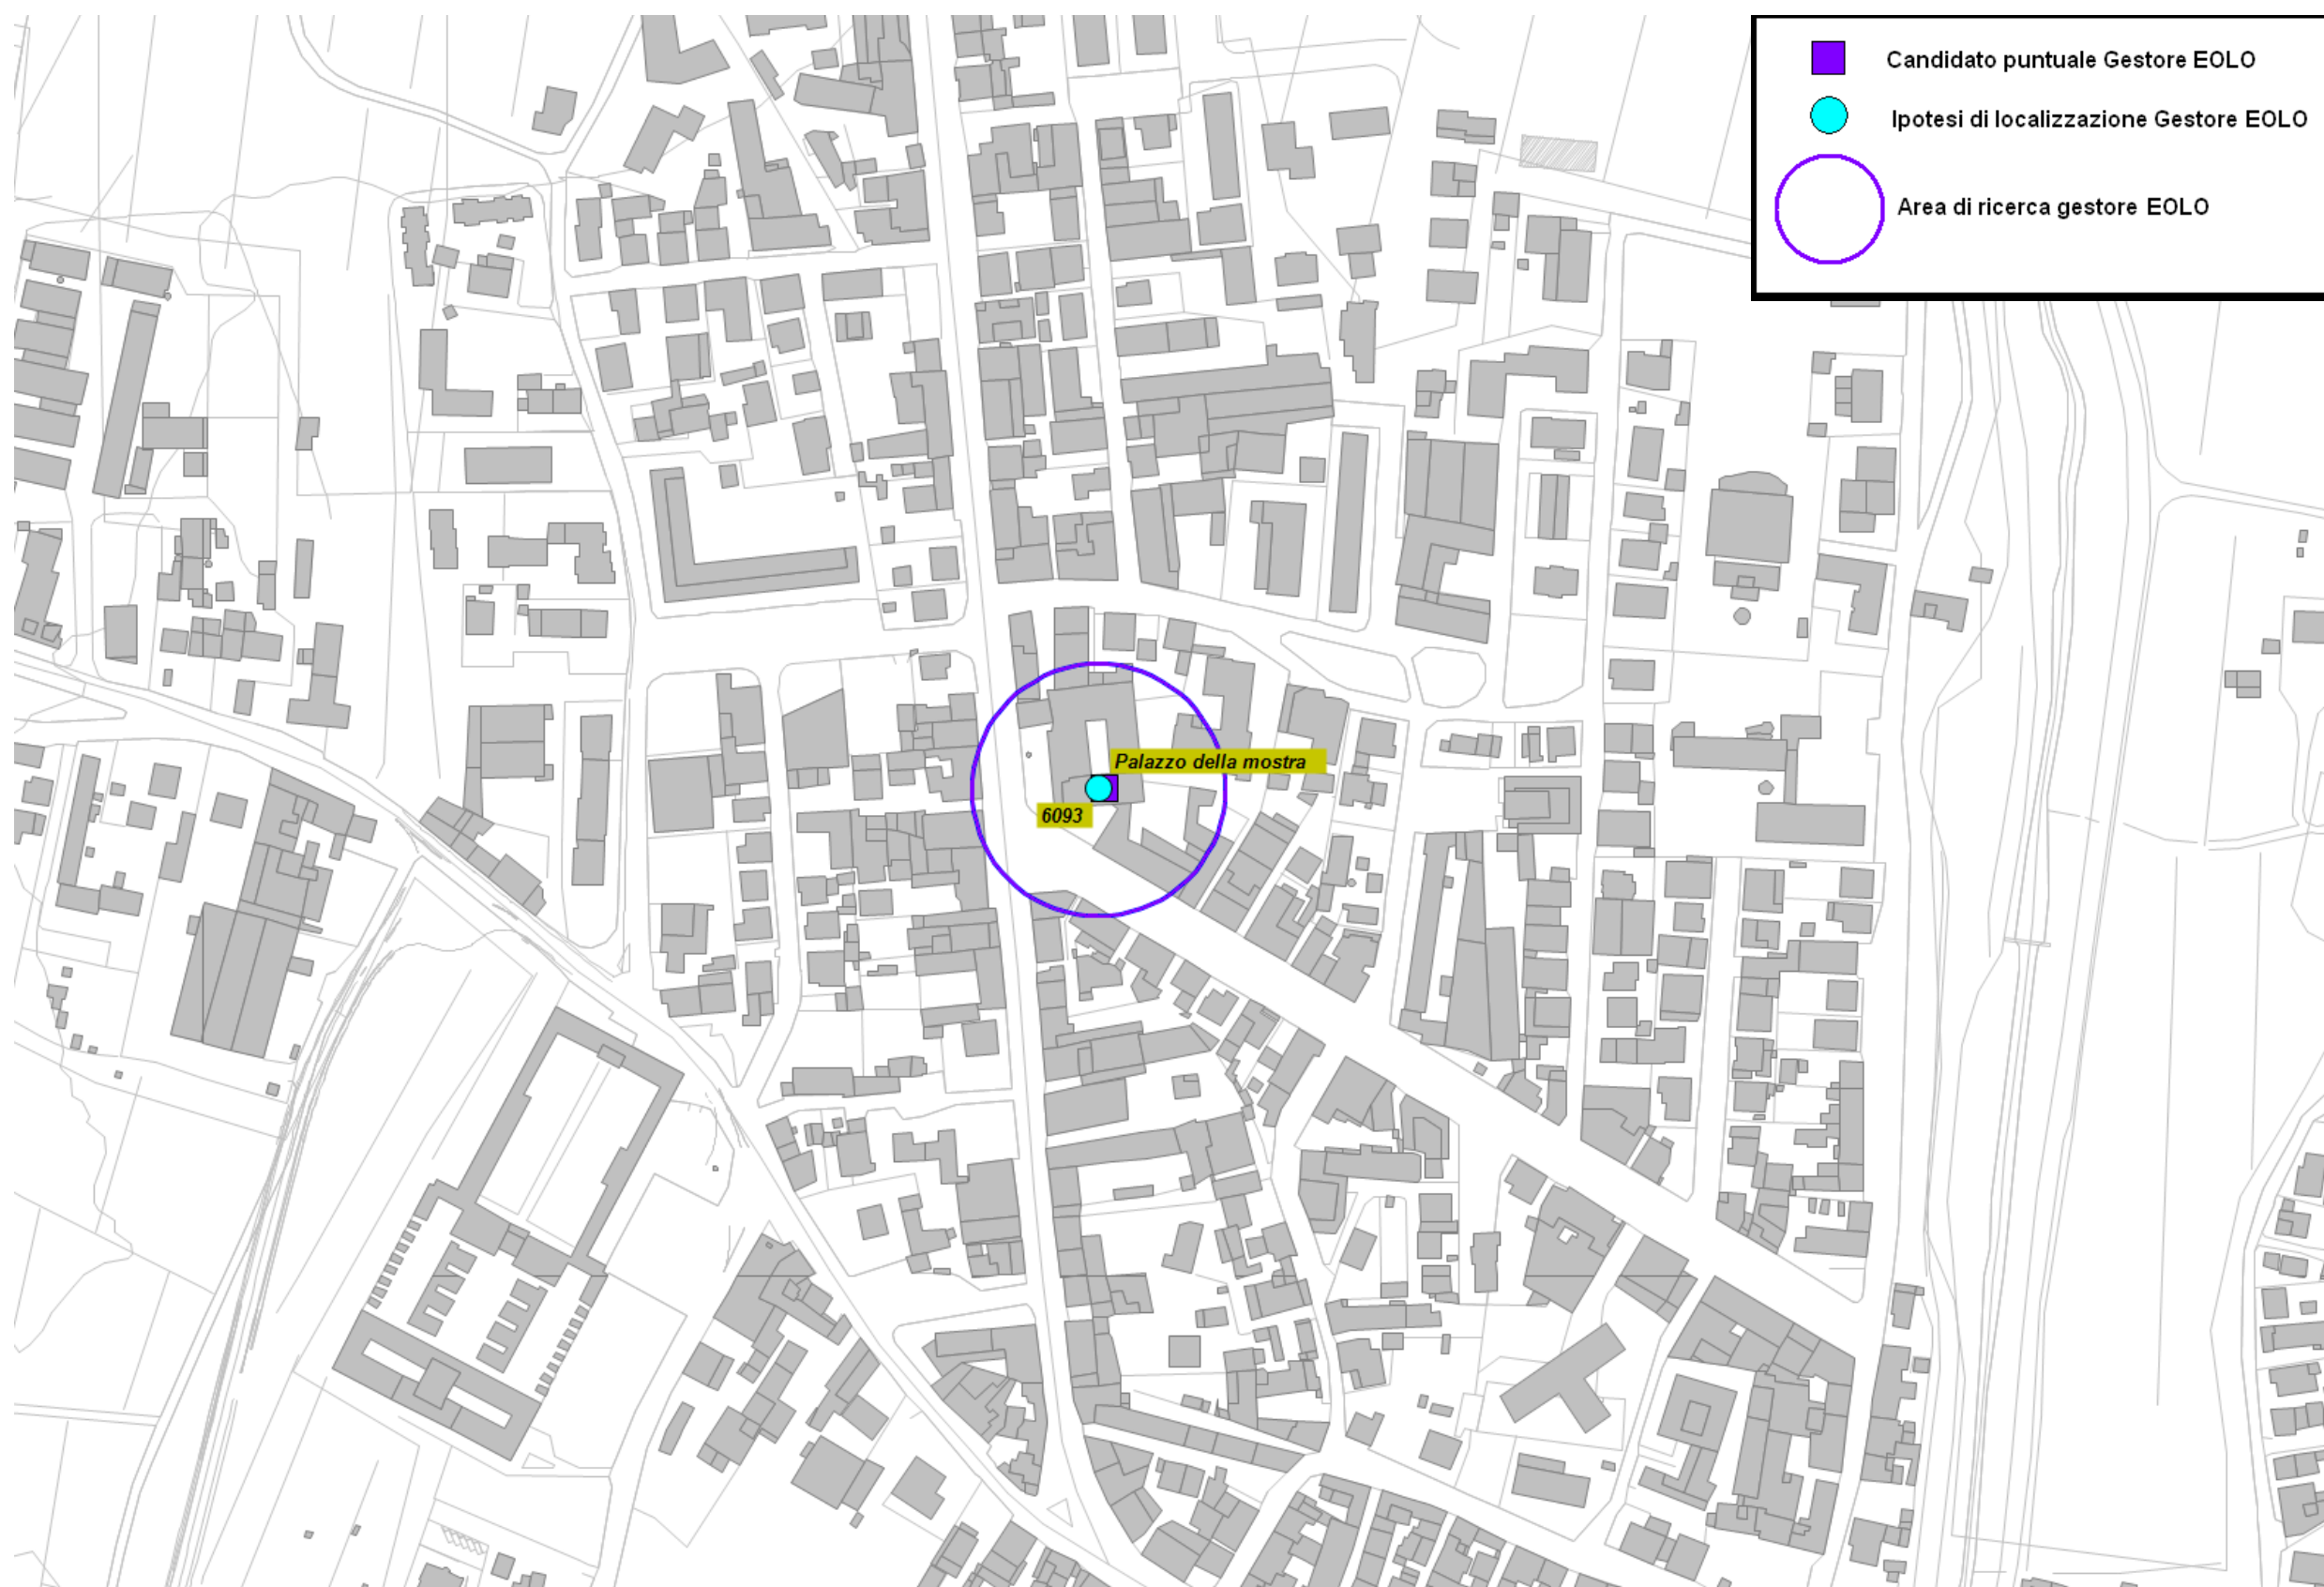 Candidato puntuale Gestore EOLO
Ipotesi di localizzazione Gestore EOLO
Area di ricerca gestore EOLO
Palazzo della mostra
6093